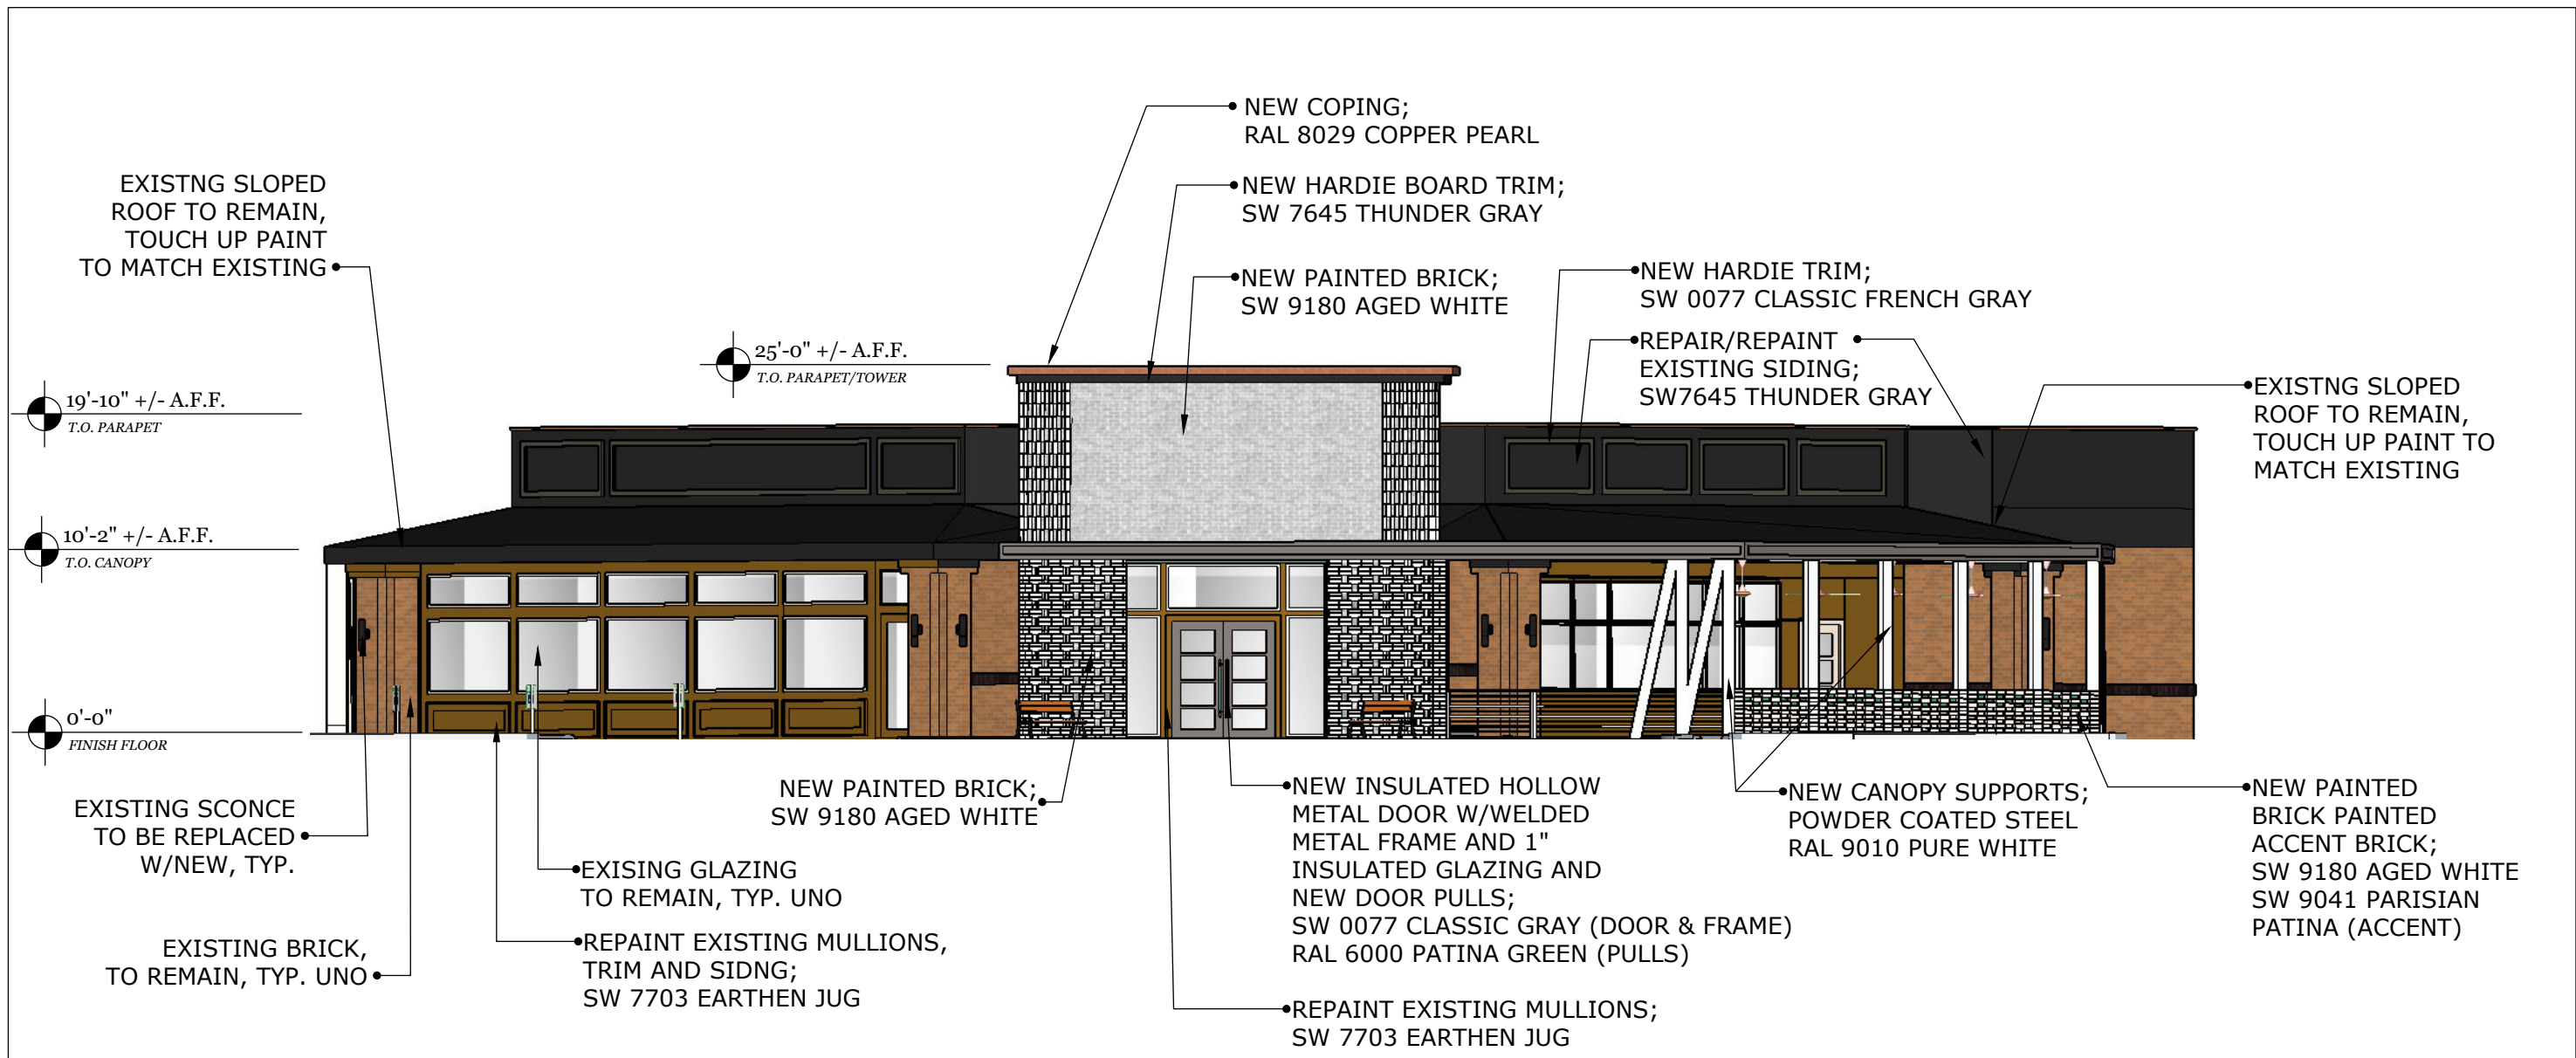 NEW COPING;
RAL 8029 COPPER PEARL
EXISTNG SLOPED
ROOF TO REMAIN,
TOUCH UP PAINT
TO MATCH EXISTING
NEW HARDIE BOARD TRIM;
SW 7645 THUNDER GRAY
NEW PAINTED BRICK;
SW 9180 AGED WHITE
NEW HARDIE TRIM;
SW 0077 CLASSIC FRENCH GRAY
REPAIR/REPAINT
EXISTING SIDING;
SW7645 THUNDER GRAY
25'-0" +/- A.F.F.
T.O. PARAPET/TOWER
19'-10" +/- A.F.F.
T.O. PARAPET
EXISTNG SLOPED
ROOF TO REMAIN,
TOUCH UP PAINT TO
MATCH EXISTING
10'-2" +/- A.F.F.
T.O. CANOPY
0'-0"
FINISH FLOOR
EXISTING SCONCE
TO BE REPLACED
W/NEW, TYP.
EXISTING BRICK,
TO REMAIN, TYP. UNO
EXISING GLAZING
TO REMAIN, TYP. UNO
REPAINT EXISTING MULLIONS,
TRIM AND SIDNG;
SW 7703 EARTHEN JUG
NEW PAINTED BRICK;
SW 9180 AGED WHITE
NEW INSULATED HOLLOW
METAL DOOR W/WELDED
METAL FRAME AND 1"
INSULATED GLAZING AND
NEW DOOR PULLS;
SW 0077 CLASSIC GRAY (DOOR & FRAME)
RAL 6000 PATINA GREEN (PULLS)
REPAINT EXISTING MULLIONS;
SW 7703 EARTHEN JUG
NEW CANOPY SUPPORTS;
POWDER COATED STEEL
RAL 9010 PURE WHITE
NEW PAINTED
BRICK PAINTED
ACCENT BRICK;
SW 9180 AGED WHITE
SW 9041 PARISIAN
PATINA (ACCENT)